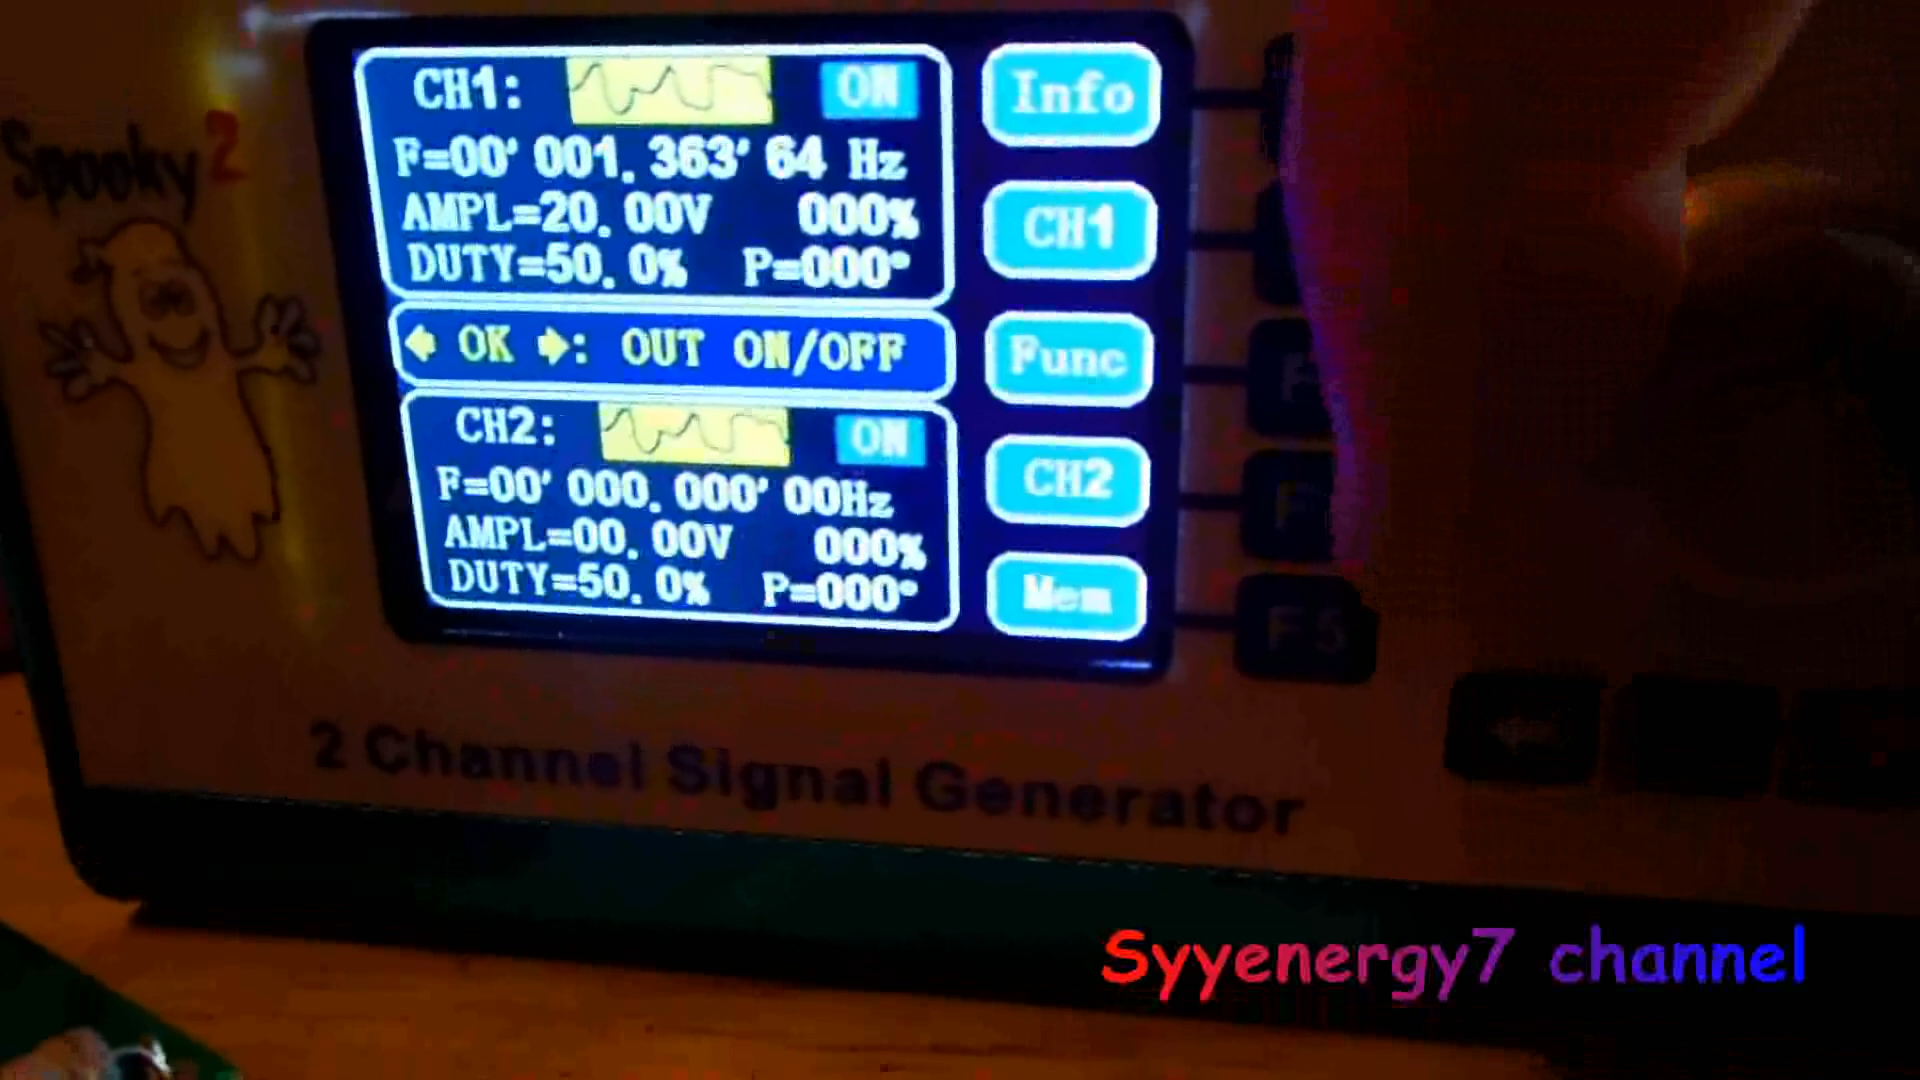 Spooky2
CH1: ON
F=00' 001. 363' 64 Hz
AMPL=20. 00V 000%
DUTY=50. 0% P=000°
OK : OUT ON/OFF
CH2: ON
F=00' 000. 000' 00Hz
AMPL=00. 00V 000%
DUTY=50. 0% P=000°
Info
CH1
Func
CH2
Mem
F5
2 Channel Signal Generator
Syyenergy7 channel